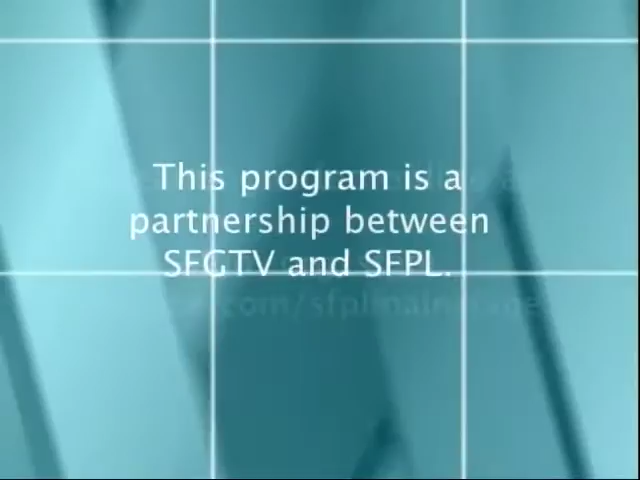 This program is a
partnership between
SFGTV and SFPL.